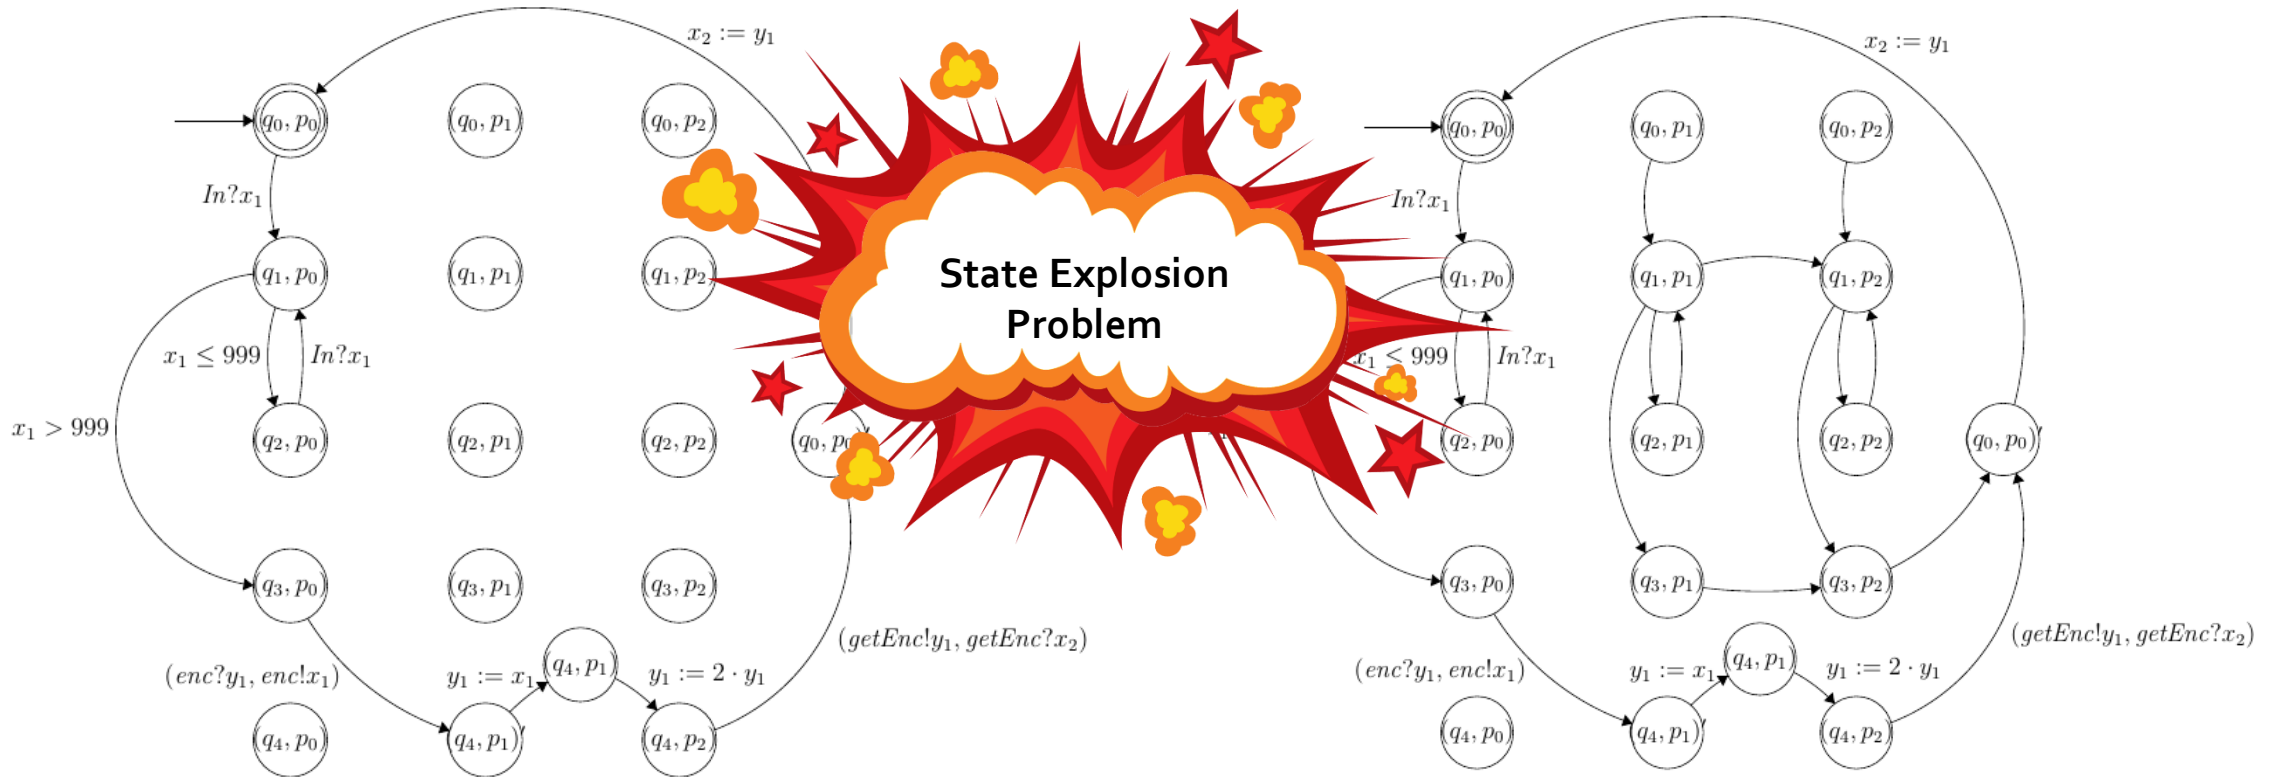 x₂ := y₁
(q₀, p₀)
(q₀, p₁)
(q₀, p₂)
In?x₁
(q₁, p₀)
(q₁, p₁)
(q₁, p₂)
x₁ ≤ 999
In?x₁
x₁ > 999
(q₂, p₀)
(q₂, p₁)
(q₂, p₂)
(q₀, p₀)′
(q₃, p₀)
(q₃, p₁)
(q₃, p₂)
(getEnc!y₁, getEnc?x₂)
(enc?y₁, enc!x₁)
y₁ := x₁
(q₄, p₁)
y₁ := 2 · y₁
(q₄, p₀)
(q₄, p₁)′
(q₄, p₂)
State Explosion
Problem
x₂ := y₁
(q₀, p₀)
(q₀, p₁)
(q₀, p₂)
In?x₁
(q₁, p₀)
(q₁, p₁)
(q₁, p₂)
x₁ ≤ 999
In?x₁
(q₂, p₀)
(q₂, p₁)
(q₂, p₂)
(q₀, p₀)′
(q₃, p₀)
(q₃, p₁)
(q₃, p₂)
(getEnc!y₁, getEnc?x₂)
(enc?y₁, enc!x₁)
y₁ := x₁
(q₄, p₁)
y₁ := 2 · y₁
(q₄, p₀)
(q₄, p₁)′
(q₄, p₂)